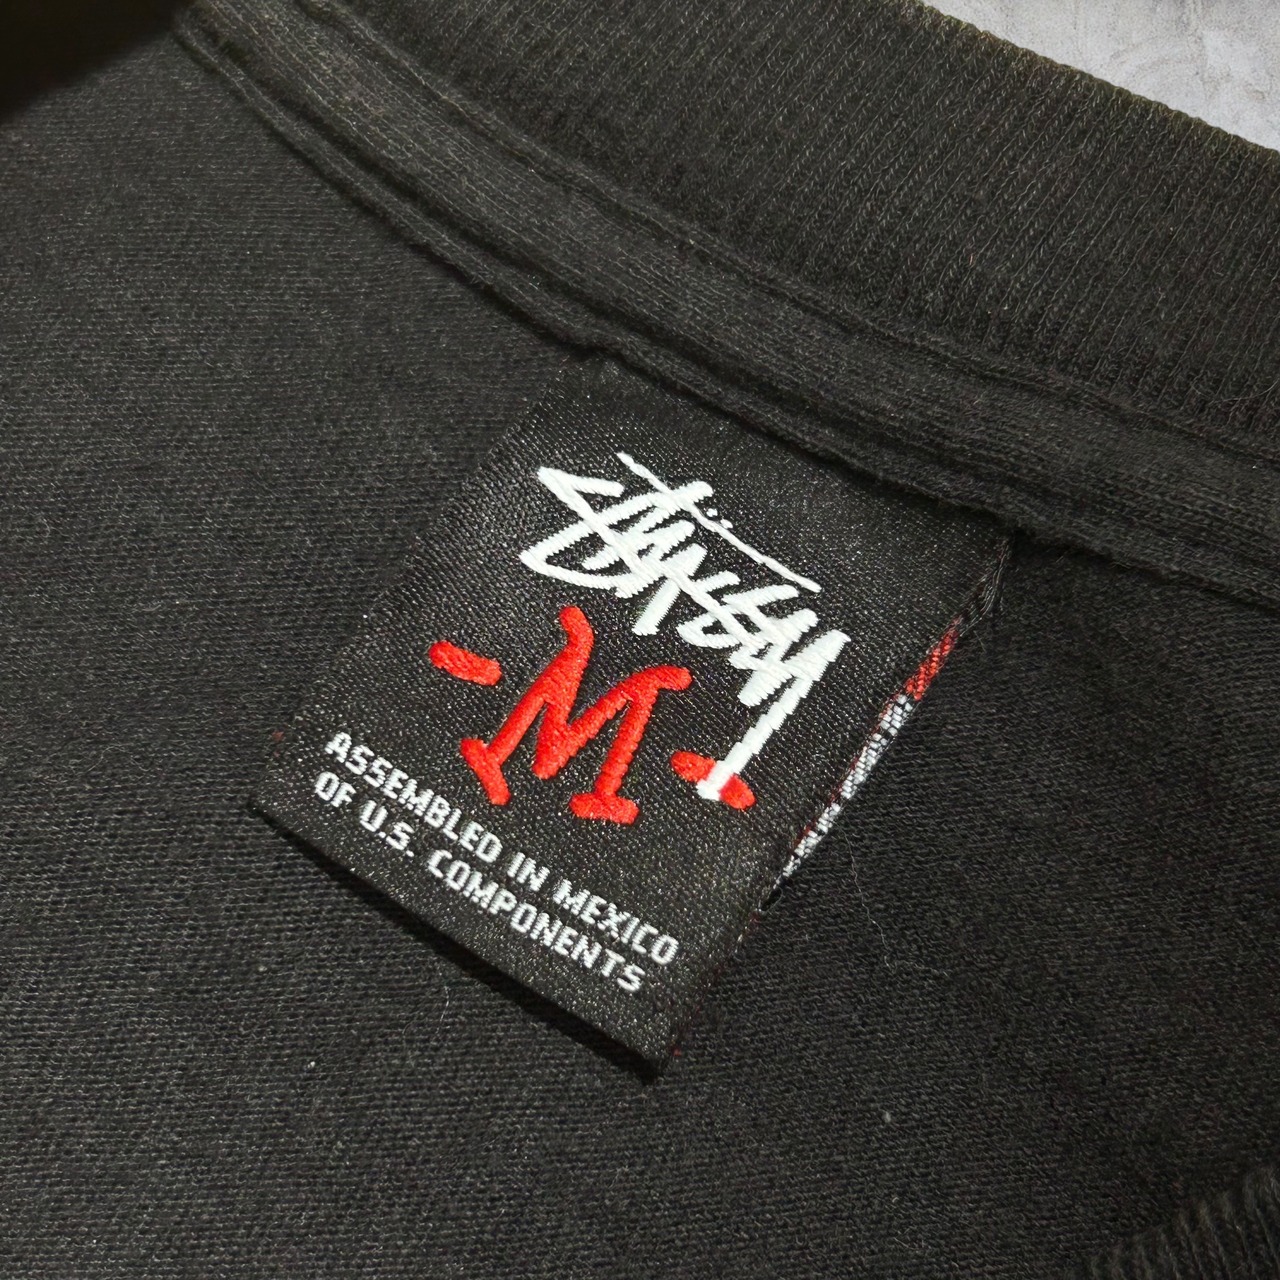 Stüssy
-M-
ASSEMBLED IN MEXICO
OF U.S. COMPONENTS